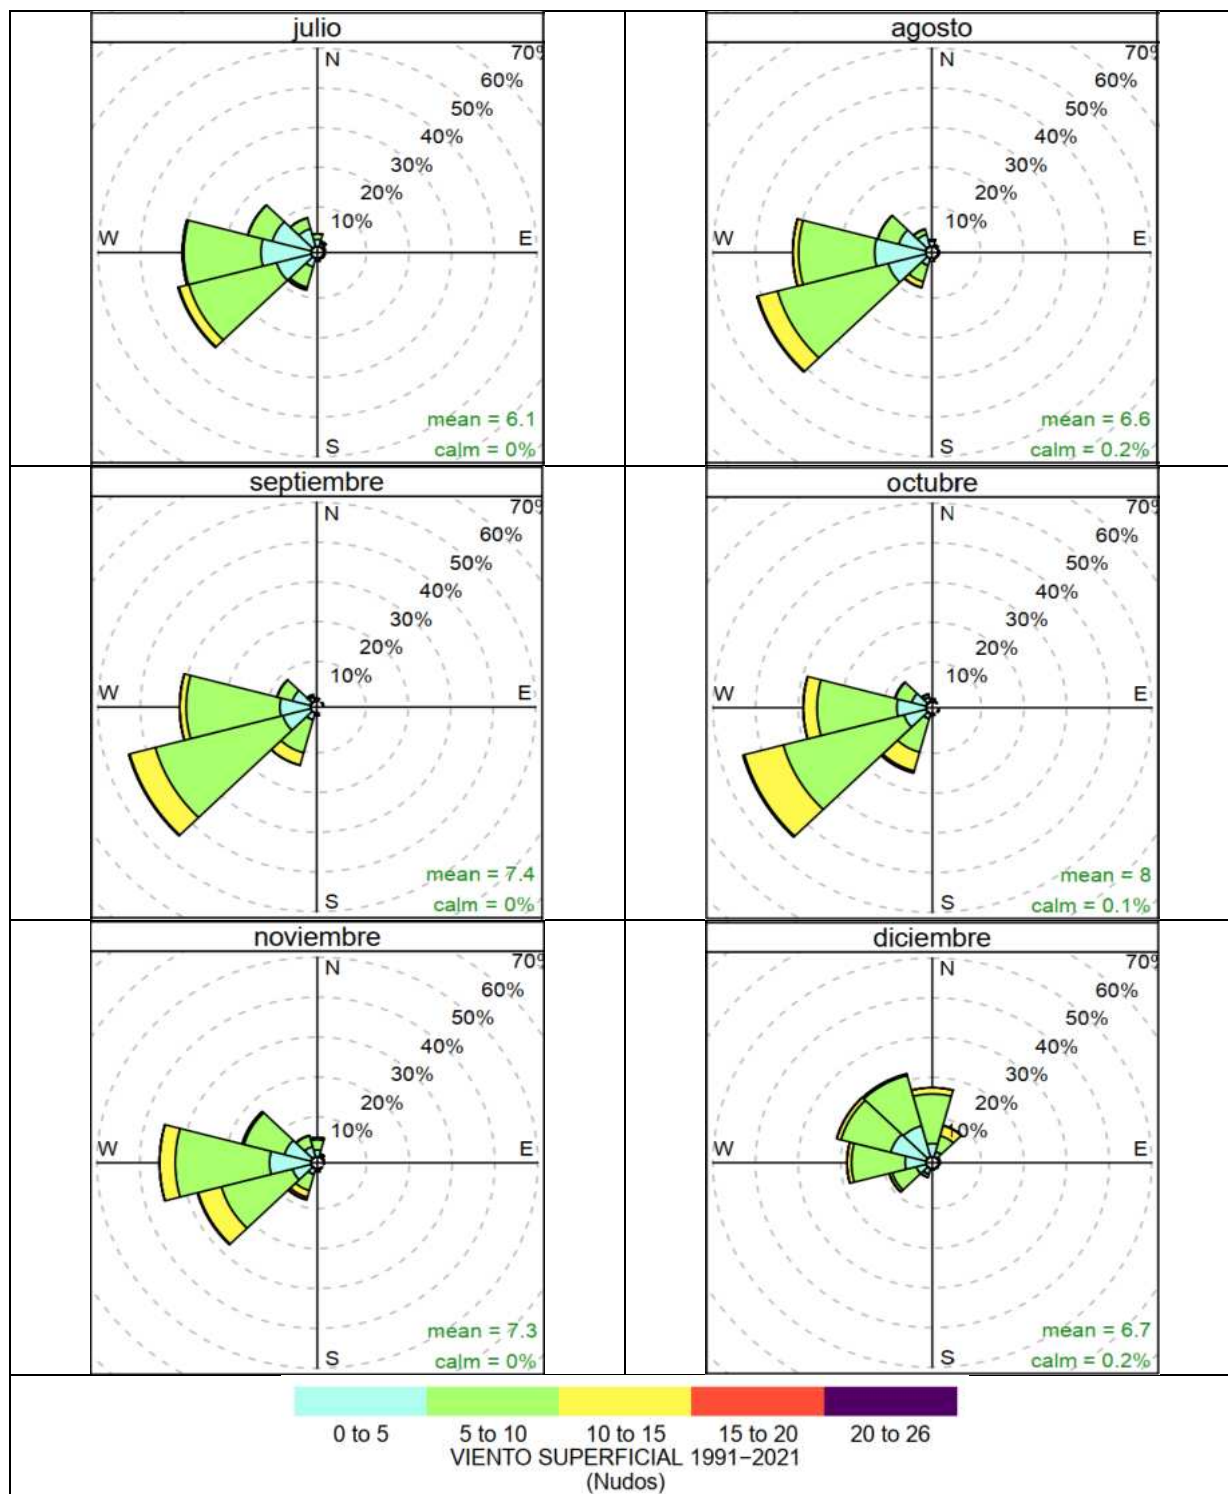 julio
N
70%
60%
50%
40%
30%
20%
10%
W
E
S
mean = 6.1
calm = 0%
agosto
N
70%
60%
50%
40%
30%
20%
10%
W
E
S
mean = 6.6
calm = 0.2%
septiembre
N
70%
60%
50%
40%
30%
20%
10%
W
E
S
mean = 7.4
calm = 0%
octubre
N
70%
60%
50%
40%
30%
20%
10%
W
E
S
mean = 8
calm = 0.1%
noviembre
N
70%
60%
50%
40%
30%
20%
10%
W
E
S
mean = 7.3
calm = 0%
diciembre
N
70%
60%
50%
40%
30%
20%
10%
W
E
S
mean = 6.7
calm = 0.2%
0 to 5 5 to 10 10 to 15 15 to 20 20 to 26
VIENTO SUPERFICIAL 1991−2021
(Nudos)